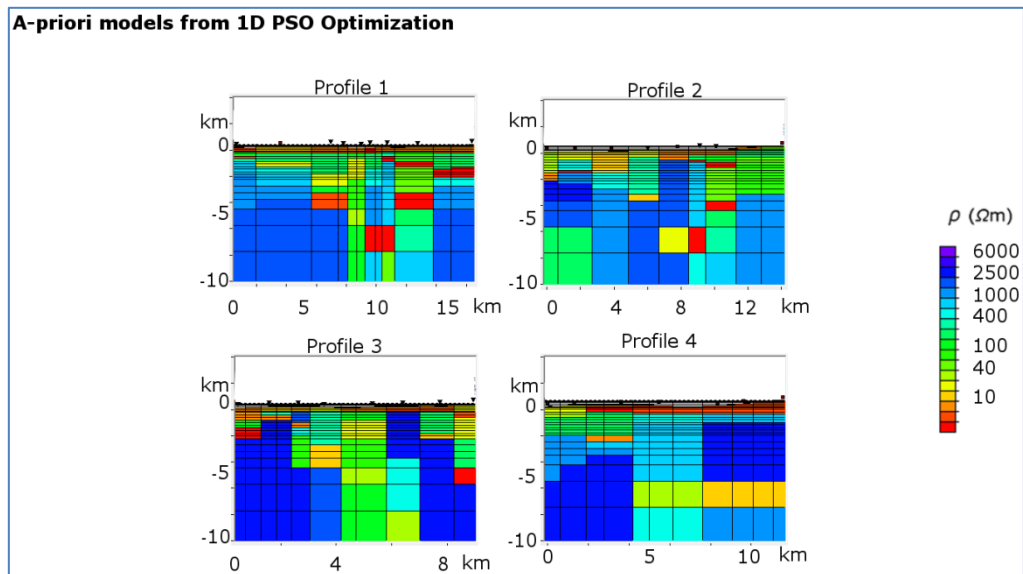 A-priori models from 1D PSO Optimization
Profile 1
km
0
-5
-10
0 5 10 15 km
Profile 2
km
0
-5
-10
0 4 8 12 km
ρ (Ωm)
6000
2500
1000
400
100
40
10
Profile 3
km
0
-5
-10
0 4 8 km
Profile 4
km
0
-5
-10
0 5 10 km